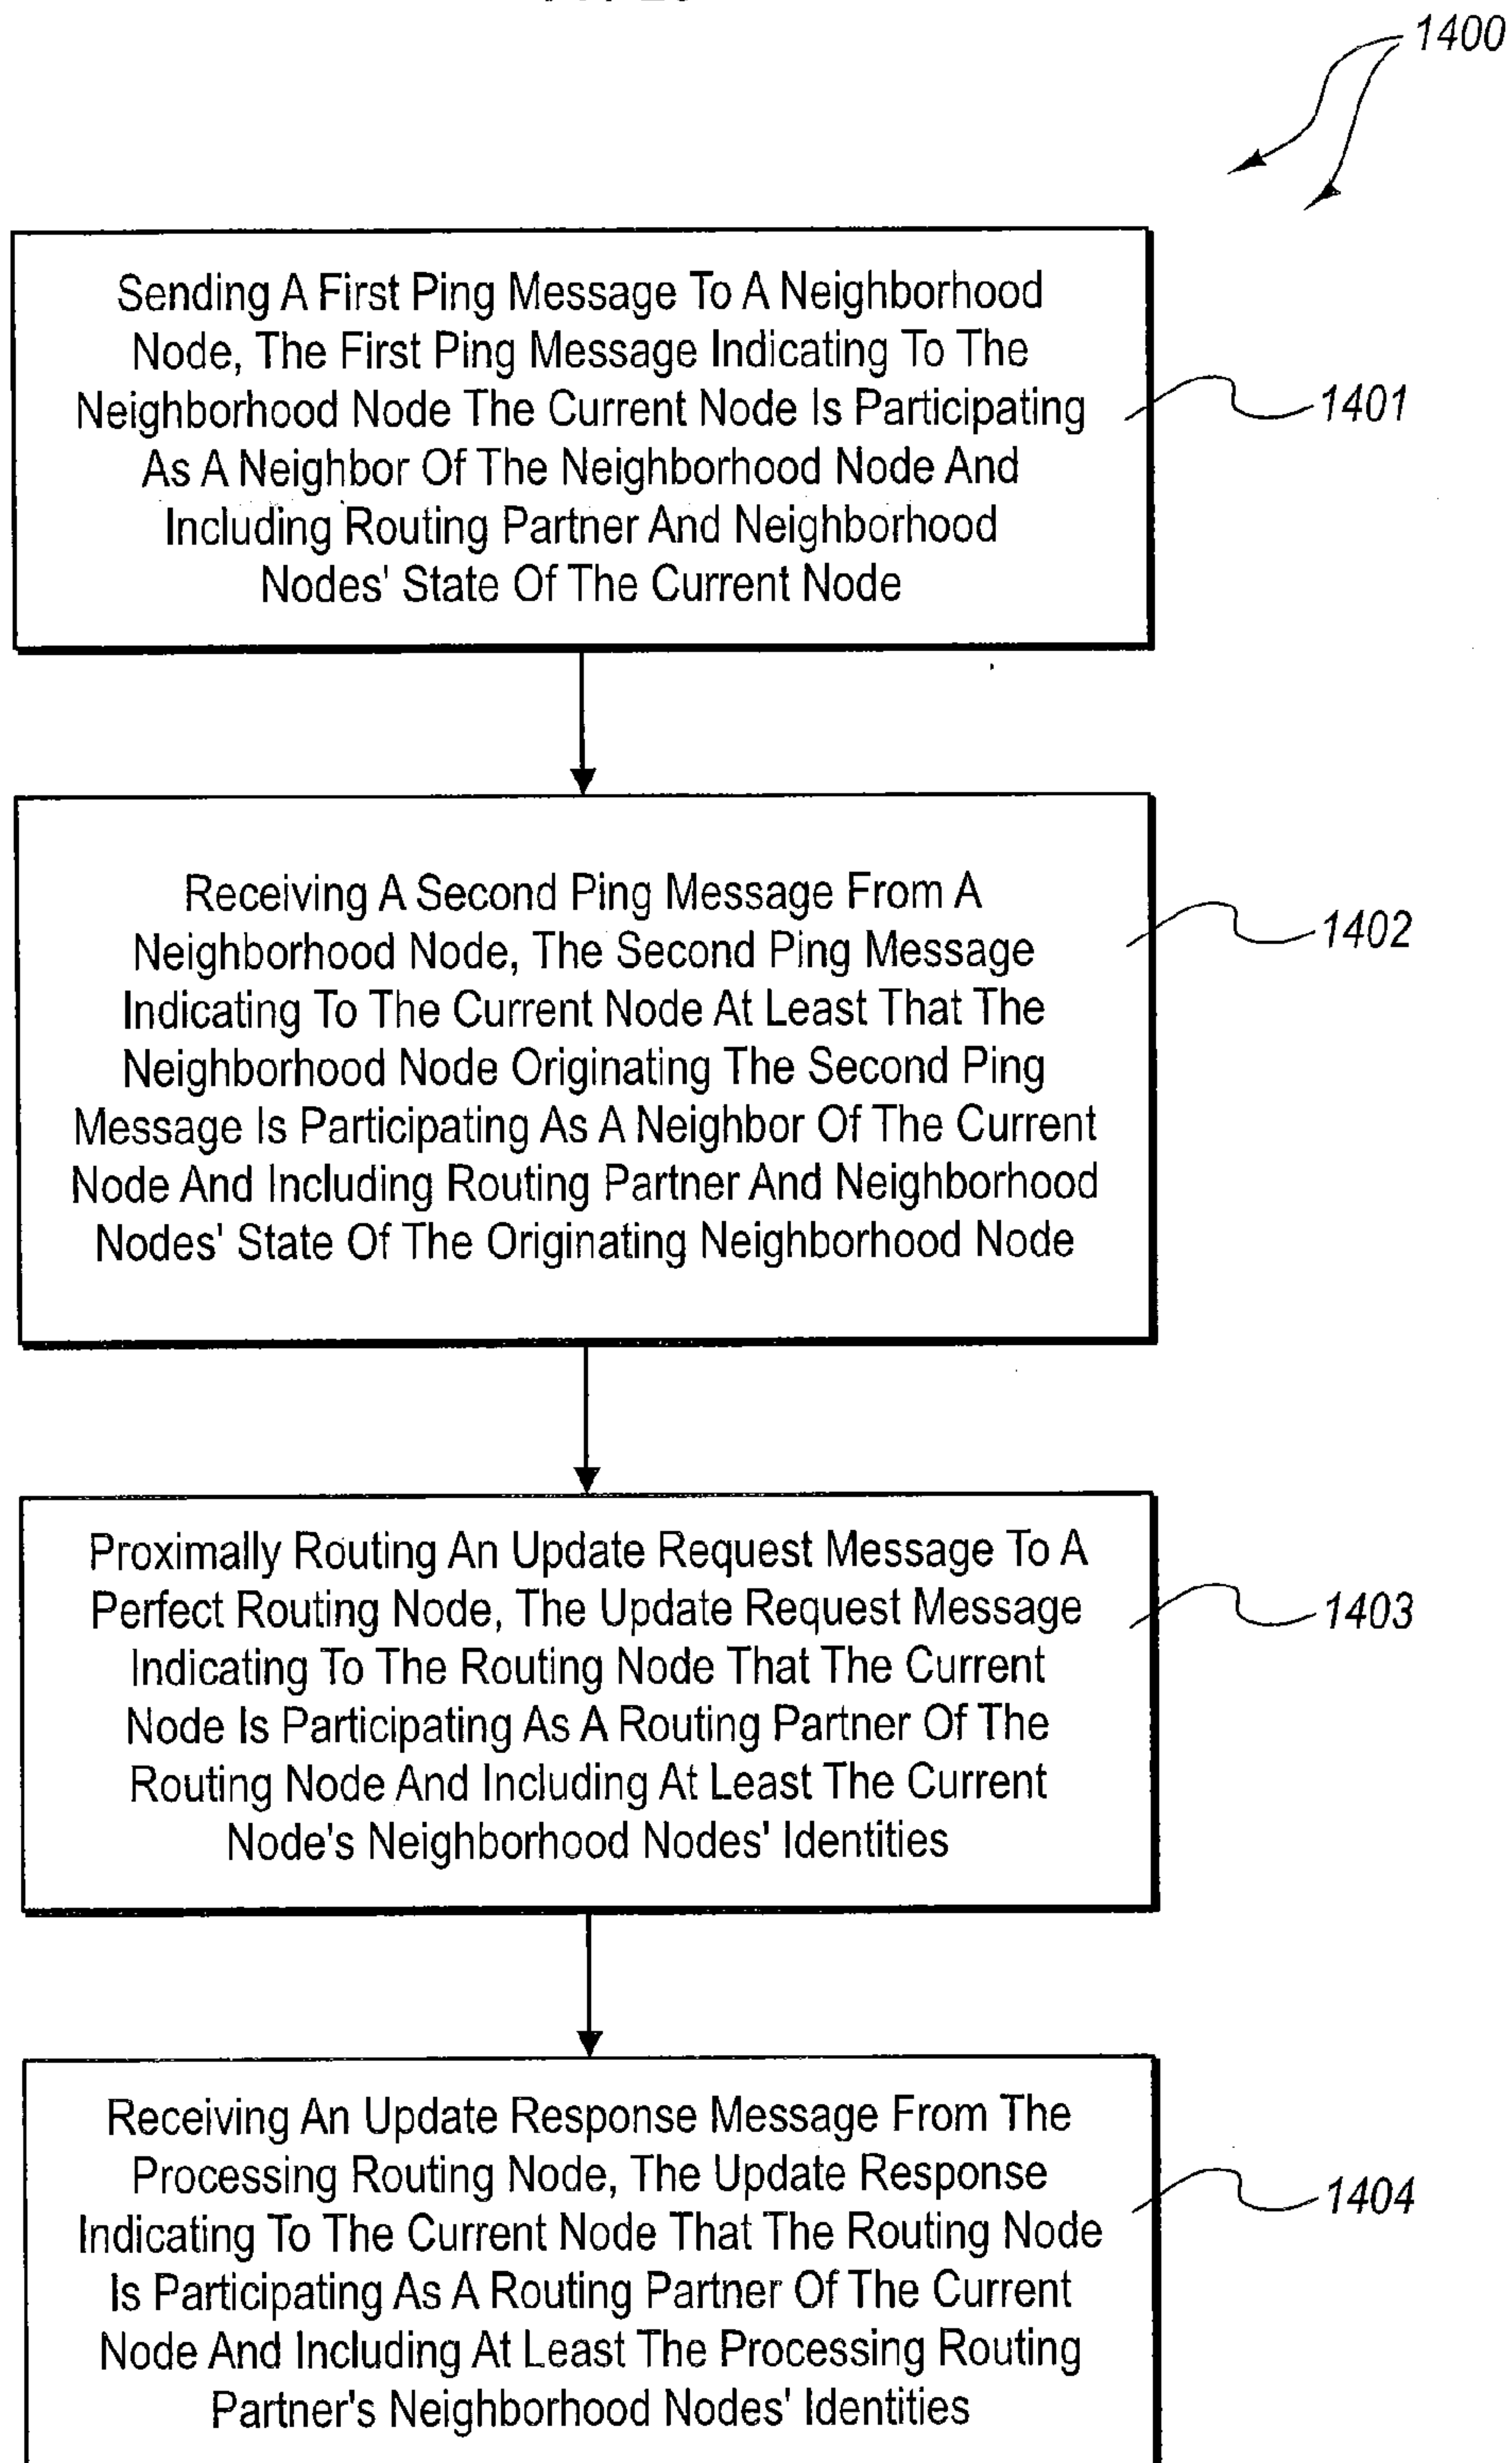 1400
Sending A First Ping Message To A Neighborhood
Node, The First Ping Message Indicating To The
Neighborhood Node The Current Node Is Participating
As A Neighbor Of The Neighborhood Node And
Including Routing Partner And Neighborhood
Nodes' State Of The Current Node
1401
Receiving A Second Ping Message From A
Neighborhood Node, The Second Ping Message
Indicating To The Current Node At Least That The
Neighborhood Node Originating The Second Ping
Message Is Participating As A Neighbor Of The Current
Node And Including Routing Partner And Neighborhood
Nodes' State Of The Originating Neighborhood Node
1402
Proximally Routing An Update Request Message To A
Perfect Routing Node, The Update Request Message
Indicating To The Routing Node That The Current
Node Is Participating As A Routing Partner Of The
Routing Node And Including At Least The Current
Node's Neighborhood Nodes' Identities
1403
Receiving An Update Response Message From The
Processing Routing Node, The Update Response
Indicating To The Current Node That The Routing Node
Is Participating As A Routing Partner Of The Current
Node And Including At Least The Processing Routing
Partner's Neighborhood Nodes' Identities
1404